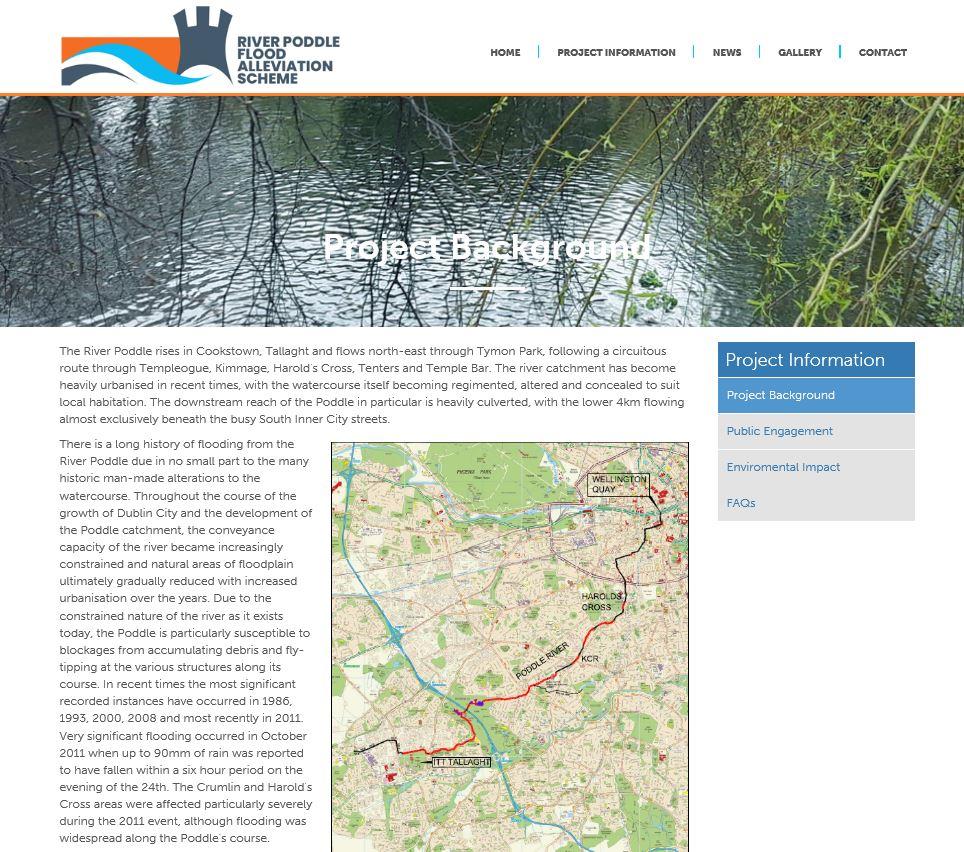 RIVER PODDLE
FLOOD
ALLEVIATION
SCHEME
HOME
PROJECT INFORMATION
NEWS
GALLERY
CONTACT
Project Background
The River Poddle rises in Cookstown, Tallaght and flows north-east through Tymon Park, following a circuitous
route through Templeogue, Kimmage, Harold's Cross, Tenters and Temple Bar. The river catchment has become
heavily urbanised in recent times, with the watercourse itself becoming regimented, altered and concealed to suit
local habitation. The downstream reach of the Poddle in particular is heavily culverted, with the lower 4km flowing
almost exclusively beneath the busy South Inner City streets.
There is a long history of flooding from the
River Poddle due in no small part to the many
historic man-made alterations to the
watercourse. Throughout the course of the
growth of Dublin City and the development of
the Poddle catchment, the conveyance
capacity of the river became increasingly
constrained and natural areas of floodplain
ultimately gradually reduced with increased
urbanisation over the years. Due to the
constrained nature of the river as it exists
today, the Poddle is particularly susceptible to
blockages from accumulating debris and fly-
tipping at the various structures along its
course. In recent times the most significant
recorded instances have occurred in 1986,
1993, 2000, 2008 and most recently in 2011.
Very significant flooding occurred in October
2011 when up to 90mm of rain was reported
to have fallen within a six hour period on the
evening of the 24th. The Crumlin and Harold's
Cross areas were affected particularly severely
during the 2011 event, although flooding was
widespread along the Poddle's course.
PHOENIX PARK
WELLINGTON
QUAY
HAROLDS
CROSS
PODDLE RIVER
KCR
ITT TALLAGHT
Project Information
Project Background
Public Engagement
Enviromental Impact
FAQs